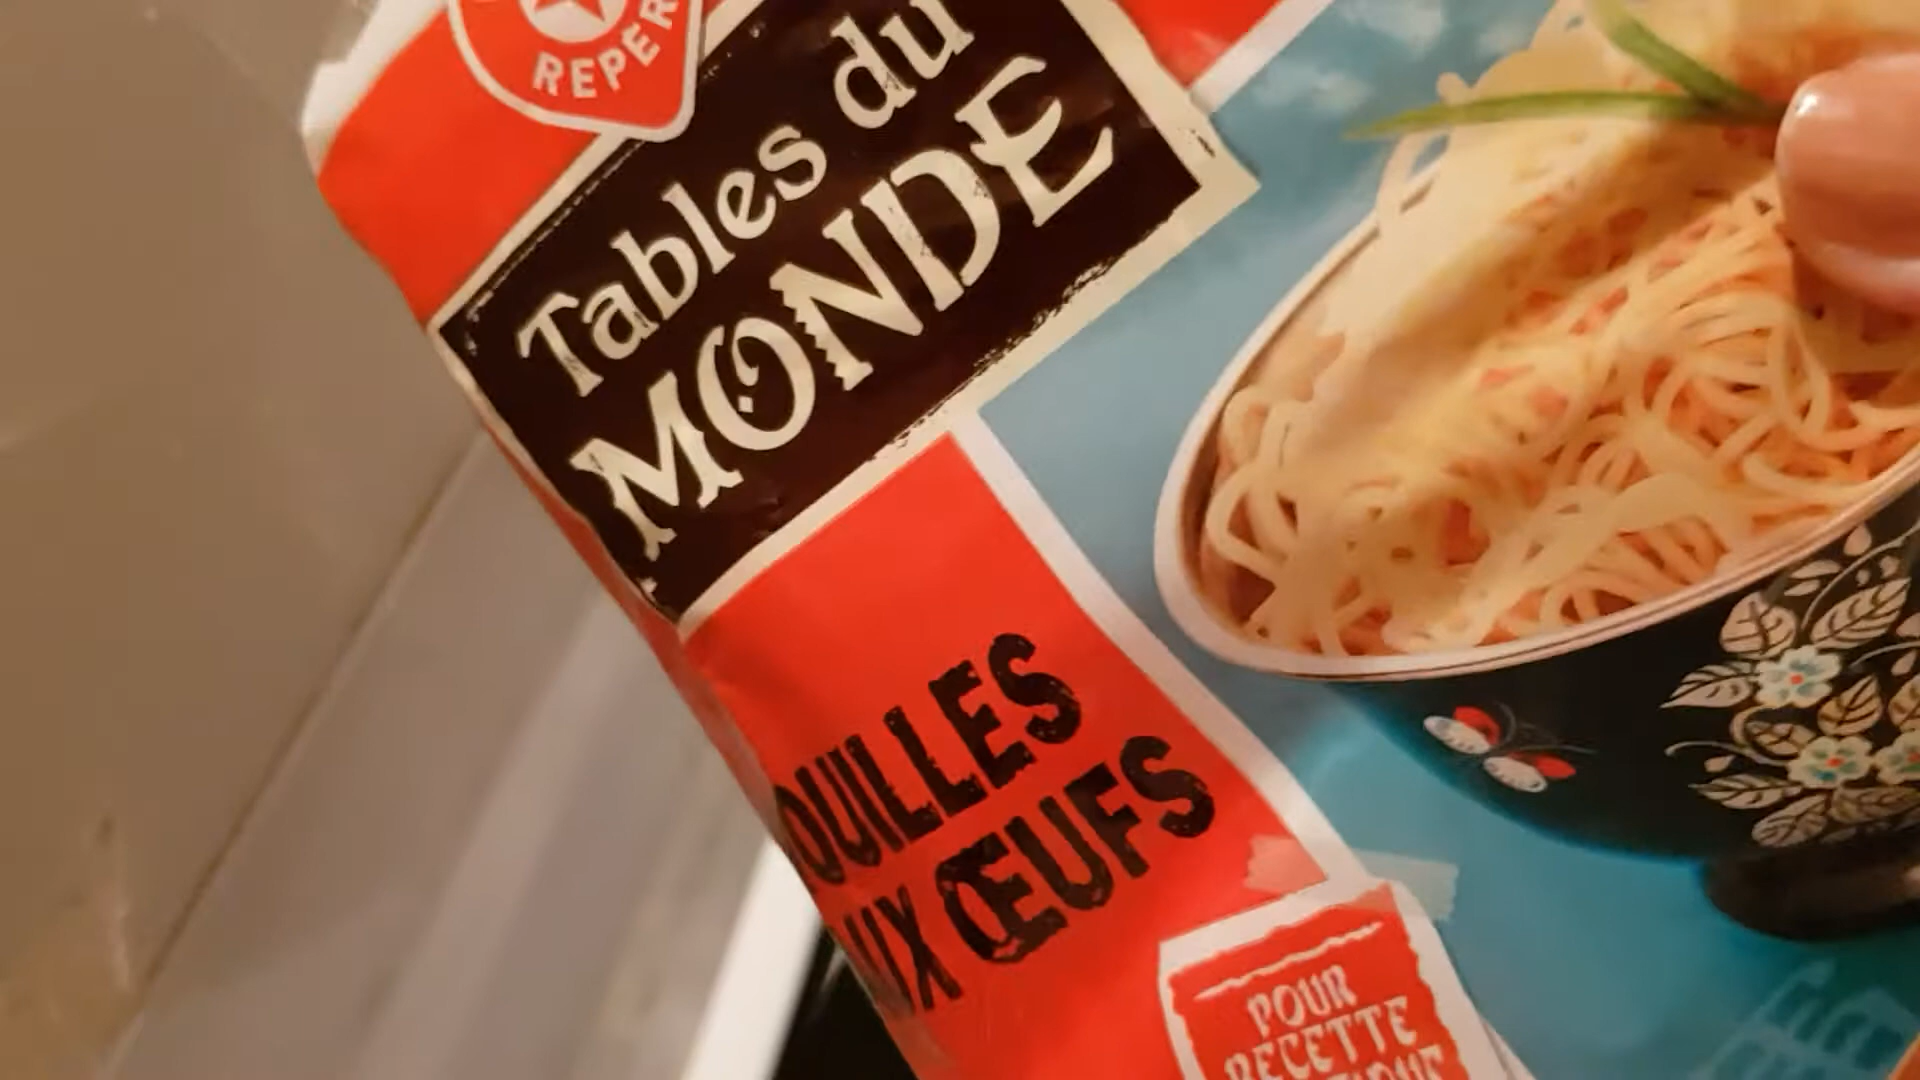 REPER
Tables du
MONDE
OUILLES
UX ŒUFS
POUR
RECETTE